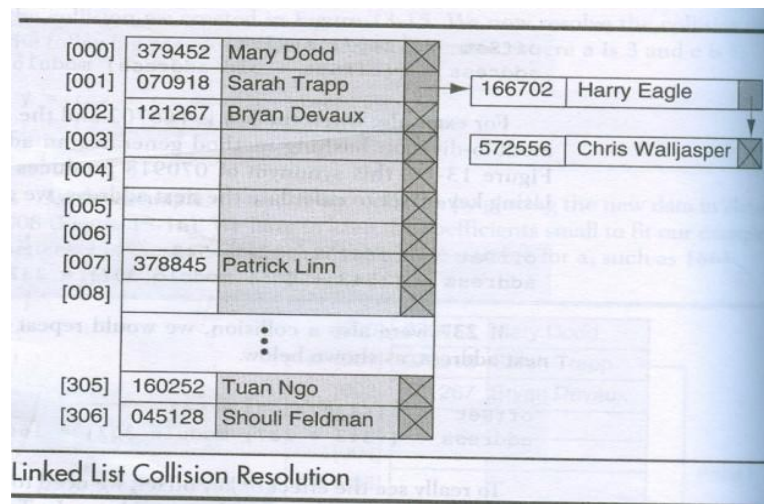 [000] 379452 Mary Dodd
[001] 070918 Sarah Trapp
166702 Harry Eagle
[002] 121267 Bryan Devaux
[003]
572556 Chris Walljasper
[004]
[005]
[006]
[007] 378845 Patrick Linn
[008]
[305] 160252 Tuan Ngo
[306] 045128 Shouli Feldman
Linked List Collision Resolution